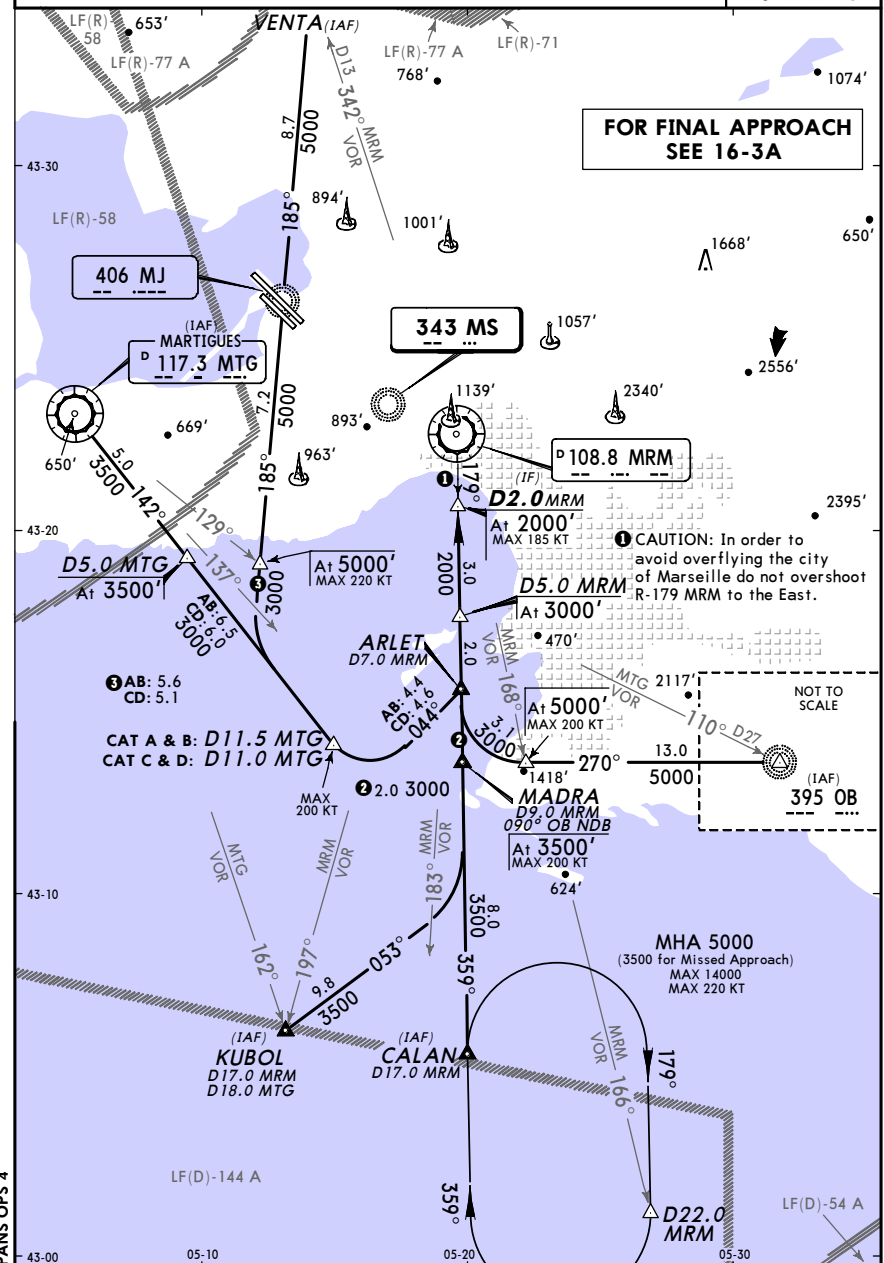 LF(R)
58
653'
VENTA (IAF)
LF(R)-77 A
LF(R)-77 A
LF(R)-71
768'
1074'
D13
342°
MRM
VOR
8.7
5000
FOR FINAL APPROACH
SEE 16-3A
43-30
185°
894'
1001'
LF(R)-58
650'
1668'
406 MJ
-- .---
(IAF)
MARTIGUES
D 117.3 MTG
-- - --.
343 MS
-- ...
1057'
2556'
7.2
5000
1139'
2340'
669'
893'
650'
D 108.8 MRM
-- .-. --
5.0
3500
142°
185°
963'
179°
(IF)
❶
D2.0 MRM
At 2000'
MAX 185 KT
2395'
43-20
129°
137°
❶ CAUTION: In order to
avoid overflying the city
of Marseille do not overshoot
R-179 MRM to the East.
D5.0 MTG
At 3500'
At 5000'
MAX 220 KT
❸
3000
2000
3.0
D5.0 MRM
At 3000'
AB: 6.5
CD: 6.0
3000
ARLET
D7.0 MRM
2.0
470'
MRM
VOR
168°
❸ AB: 5.6
CD: 5.1
AB: 4.4
CD: 4.6
044°
MTG
VOR
110°
D27
2117'
NOT TO
SCALE
At 5000'
MAX 200 KT
3.1
3000
CAT A & B: D11.5 MTG
CAT C & D: D11.0 MTG
❷
270°
13.0
5000
1418'
(IAF)
395 OB
--- -...
MAX
200 KT
❷ 2.0 3000
MADRA
D9.0 MRM
090° OB NDB
At 3500'
MAX 200 KT
MTG
VOR
MRM
VOR
MRM
VOR
183°
624'
43-10
8.0
3500
162°
197°
053°
359°
MHA 5000
(3500 for Missed Approach)
MAX 14000
MAX 220 KT
9.8
3500
(IAF)
KUBOL
D17.0 MRM
D18.0 MTG
(IAF)
CALAN
D17.0 MRM
MRM
VOR
166°
179°
PANS OPS 4
LF(D)-144 A
359°
D22.0
MRM
LF(D)-54 A
43-00
05-10
05-20
05-30